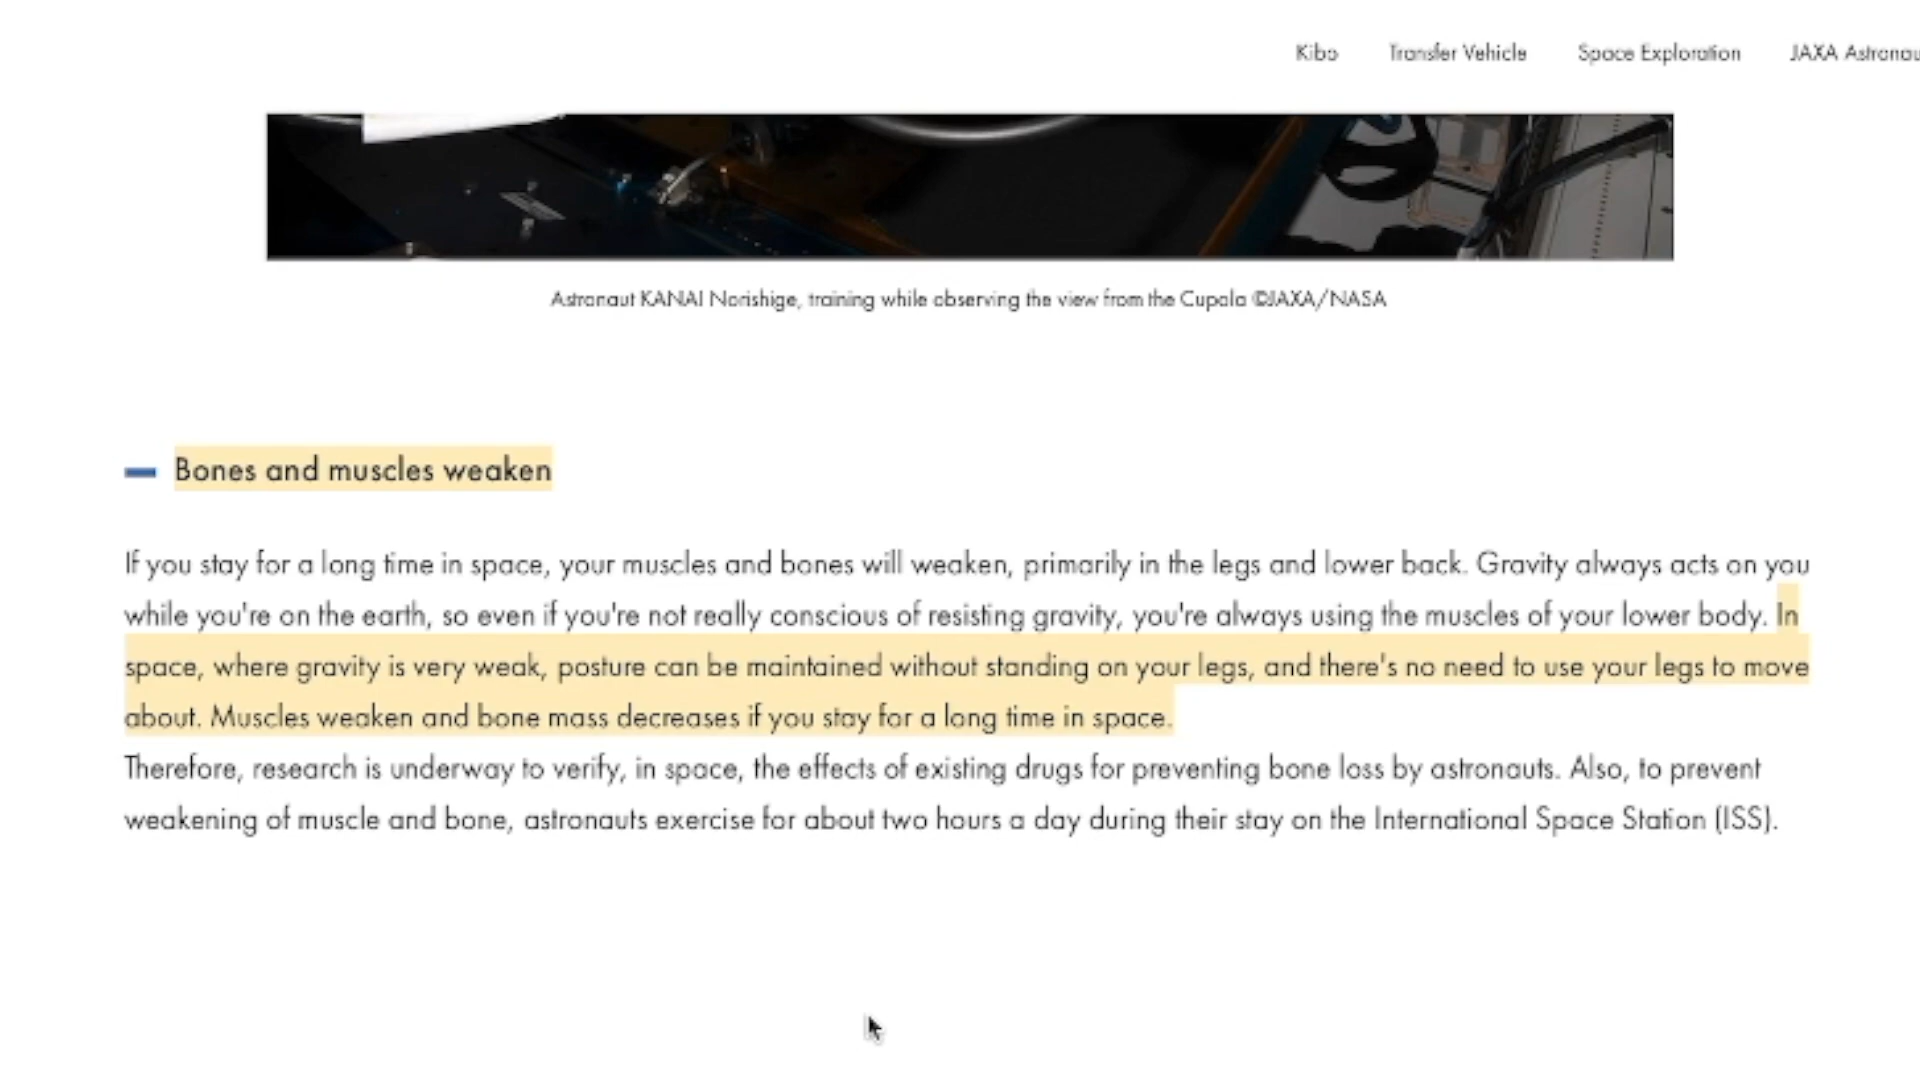 Kibo Transfer Vehicle Space Exploration JAXA Astronau
Astronaut KANAI Norishige, training while observing the view from the Cupola ©JAXA/NASA
Bones and muscles weaken
If you stay for a long time in space, your muscles and bones will weaken, primarily in the legs and lower back. Gravity always acts on you
while you're on the earth, so even if you're not really conscious of resisting gravity, you're always using the muscles of your lower body. In
space, where gravity is very weak, posture can be maintained without standing on your legs, and there's no need to use your legs to move
about. Muscles weaken and bone mass decreases if you stay for a long time in space.
Therefore, research is underway to verify, in space, the effects of existing drugs for preventing bone loss by astronauts. Also, to prevent
weakening of muscle and bone, astronauts exercise for about two hours a day during their stay on the International Space Station (ISS).